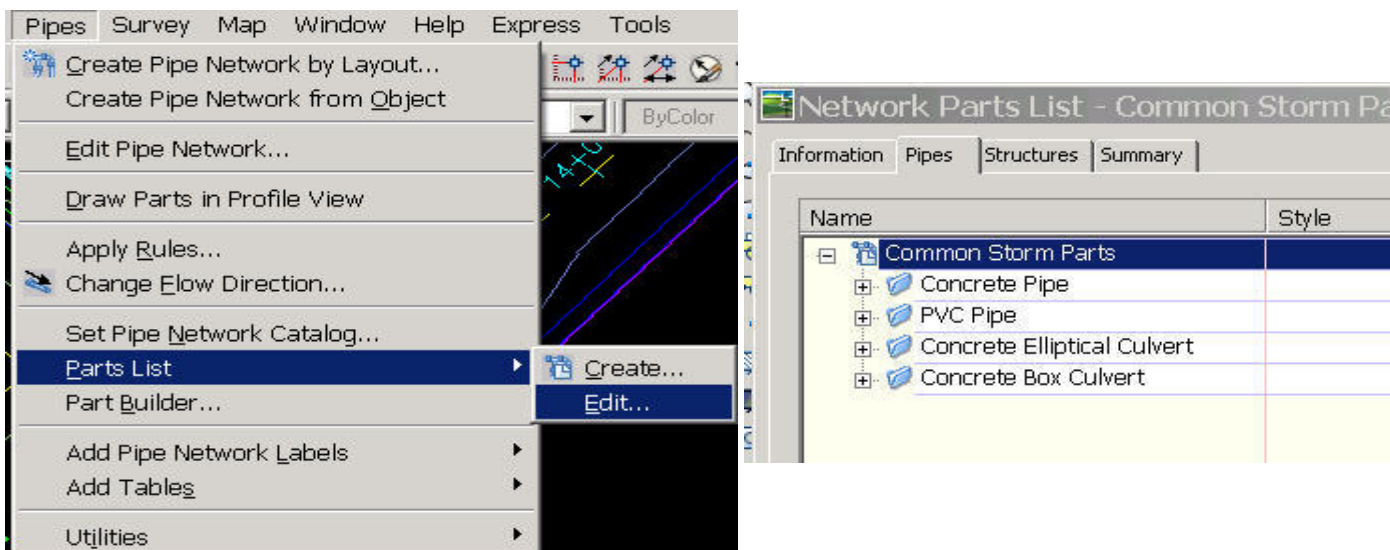 Pipes Survey Map Window Help Express Tools
Create Pipe Network by Layout...
Create Pipe Network from Object
Edit Pipe Network...
Draw Parts in Profile View
Apply Rules...
Change Flow Direction...
Set Pipe Network Catalog...
Parts List
Part Builder...
Add Pipe Network Labels
Add Tables
Utilities
Create...
Edit...
ByColor
14+0
Network Parts List - Common Storm Pa
Information Pipes Structures Summary
Name Style
Common Storm Parts
Concrete Pipe
PVC Pipe
Concrete Elliptical Culvert
Concrete Box Culvert